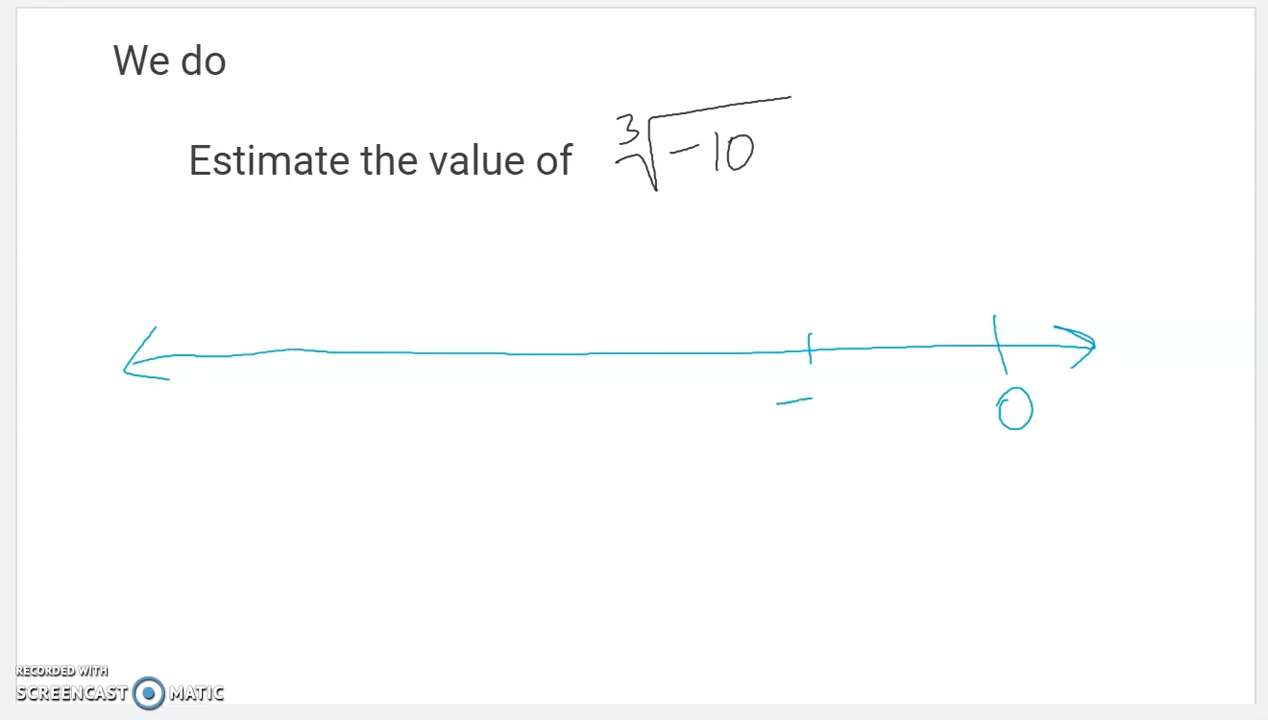 We do
Estimate the value of ∛-10
– 0
RECORDED WITH
SCREENCAST MATIC